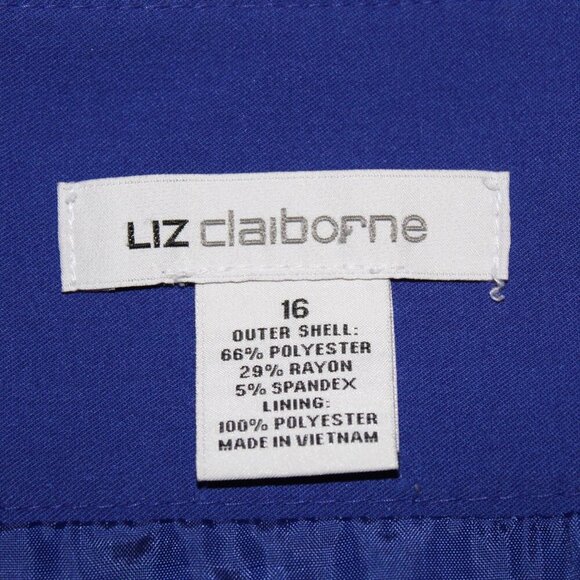 LIZ claiborne
16
OUTER SHELL:
66% POLYESTER
29% RAYON
5% SPANDEX
LINING:
100% POLYESTER
MADE IN VIETNAM